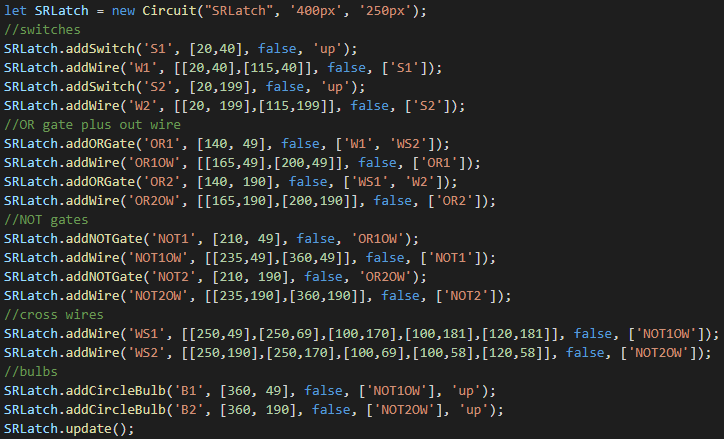 let SRLatch = new Circuit("SRLatch", '400px', '250px');
//switches
SRLatch.addSwitch('S1', [20,40], false, 'up');
SRLatch.addWire('W1', [[20,40],[115,40]], false, ['S1']);
SRLatch.addSwitch('S2', [20,199], false, 'up');
SRLatch.addWire('W2', [[20, 199],[115,199]], false, ['S2']);
//OR gate plus out wire
SRLatch.addORGate('OR1', [140, 49], false, ['W1', 'WS2']);
SRLatch.addWire('OR1OW', [[165,49],[200,49]], false, ['OR1']);
SRLatch.addORGate('OR2', [140, 190], false, ['WS1', 'W2']);
SRLatch.addWire('OR2OW', [[165,190],[200,190]], false, ['OR2']);
//NOT gates
SRLatch.addNOTGate('NOT1', [210, 49], false, 'OR1OW');
SRLatch.addWire('NOT1OW', [[235,49],[360,49]], false, ['NOT1']);
SRLatch.addNOTGate('NOT2', [210, 190], false, 'OR2OW');
SRLatch.addWire('NOT2OW', [[235,190],[360,190]], false, ['NOT2']);
//cross wires
SRLatch.addWire('WS1', [[250,49],[250,69],[100,170],[100,181],[120,181]], false, ['NOT1OW']);
SRLatch.addWire('WS2', [[250,190],[250,170],[100,69],[100,58],[120,58]], false, ['NOT2OW']);
//bulbs
SRLatch.addCircleBulb('B1', [360, 49], false, ['NOT1OW'], 'up');
SRLatch.addCircleBulb('B2', [360, 190], false, ['NOT2OW'], 'up');
SRLatch.update();